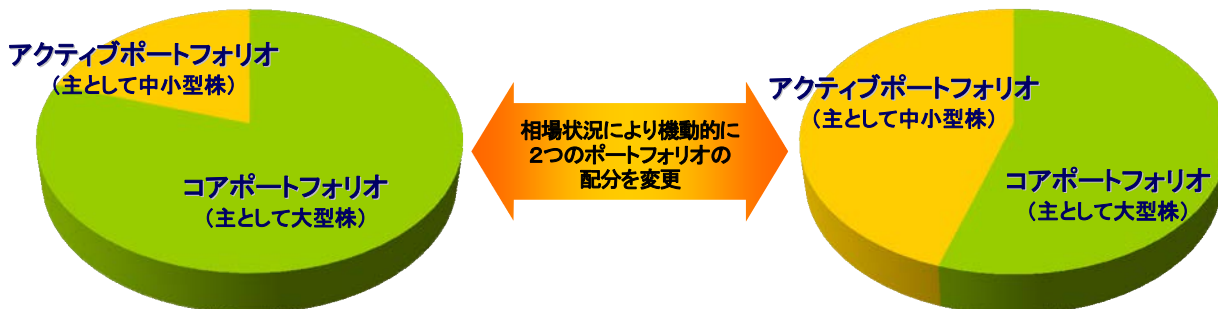 アクティブポートフォリオ
（主として中小型株）
コアポートフォリオ
（主として大型株）
相場状況により機動的に
２つのポートフォリオの
配分を変更
アクティブポートフォリオ
（主として中小型株）
コアポートフォリオ
（主として大型株）